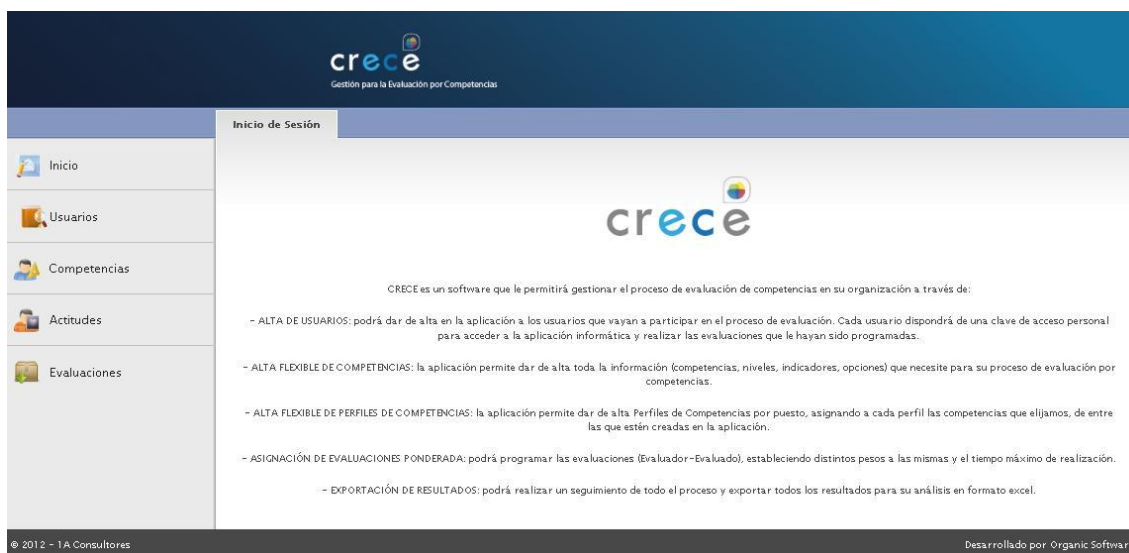 crece
Gestión para la Evaluación por Competencias
Inicio de Sesión
Inicio
Usuarios
Competencias
Actitudes
Evaluaciones
crece
CRECE es un software que le permitirá gestionar el proceso de evaluación de competencias en su organización a través de:
- ALTA DE USUARIOS: podrá dar de alta en la aplicación a los usuarios que vayan a participar en el proceso de evaluación. Cada usuario dispondrá de una clave de acceso personal
para acceder a la aplicación informática y realizar las evaluaciones que le hayan sido programadas.
- ALTA FLEXIBLE DE COMPETENCIAS: la aplicación permite dar de alta toda la información (competencias, niveles, indicadores, opciones) que necesite para su proceso de evaluación por
competencias.
- ALTA FLEXIBLE DE PERFILES DE COMPETENCIAS: la aplicación permite dar de alta Perfiles de Competencias por puesto, asignando a cada perfil las competencias que elijamos, de entre
las que estén creadas en la aplicación.
- ASIGNACIÓN DE EVALUACIONES PONDERADA: podrá programar las evaluaciones (Evaluador-Evaluado), estableciendo distintos pesos a las mismas y el tiempo máximo de realización.
- EXPORTACIÓN DE RESULTADOS: podrá realizar un seguimiento de todo el proceso y exportar todos los resultados para su análisis en formato excel.
© 2012 - 1A Consultores
Desarrollado por Organic Softwar